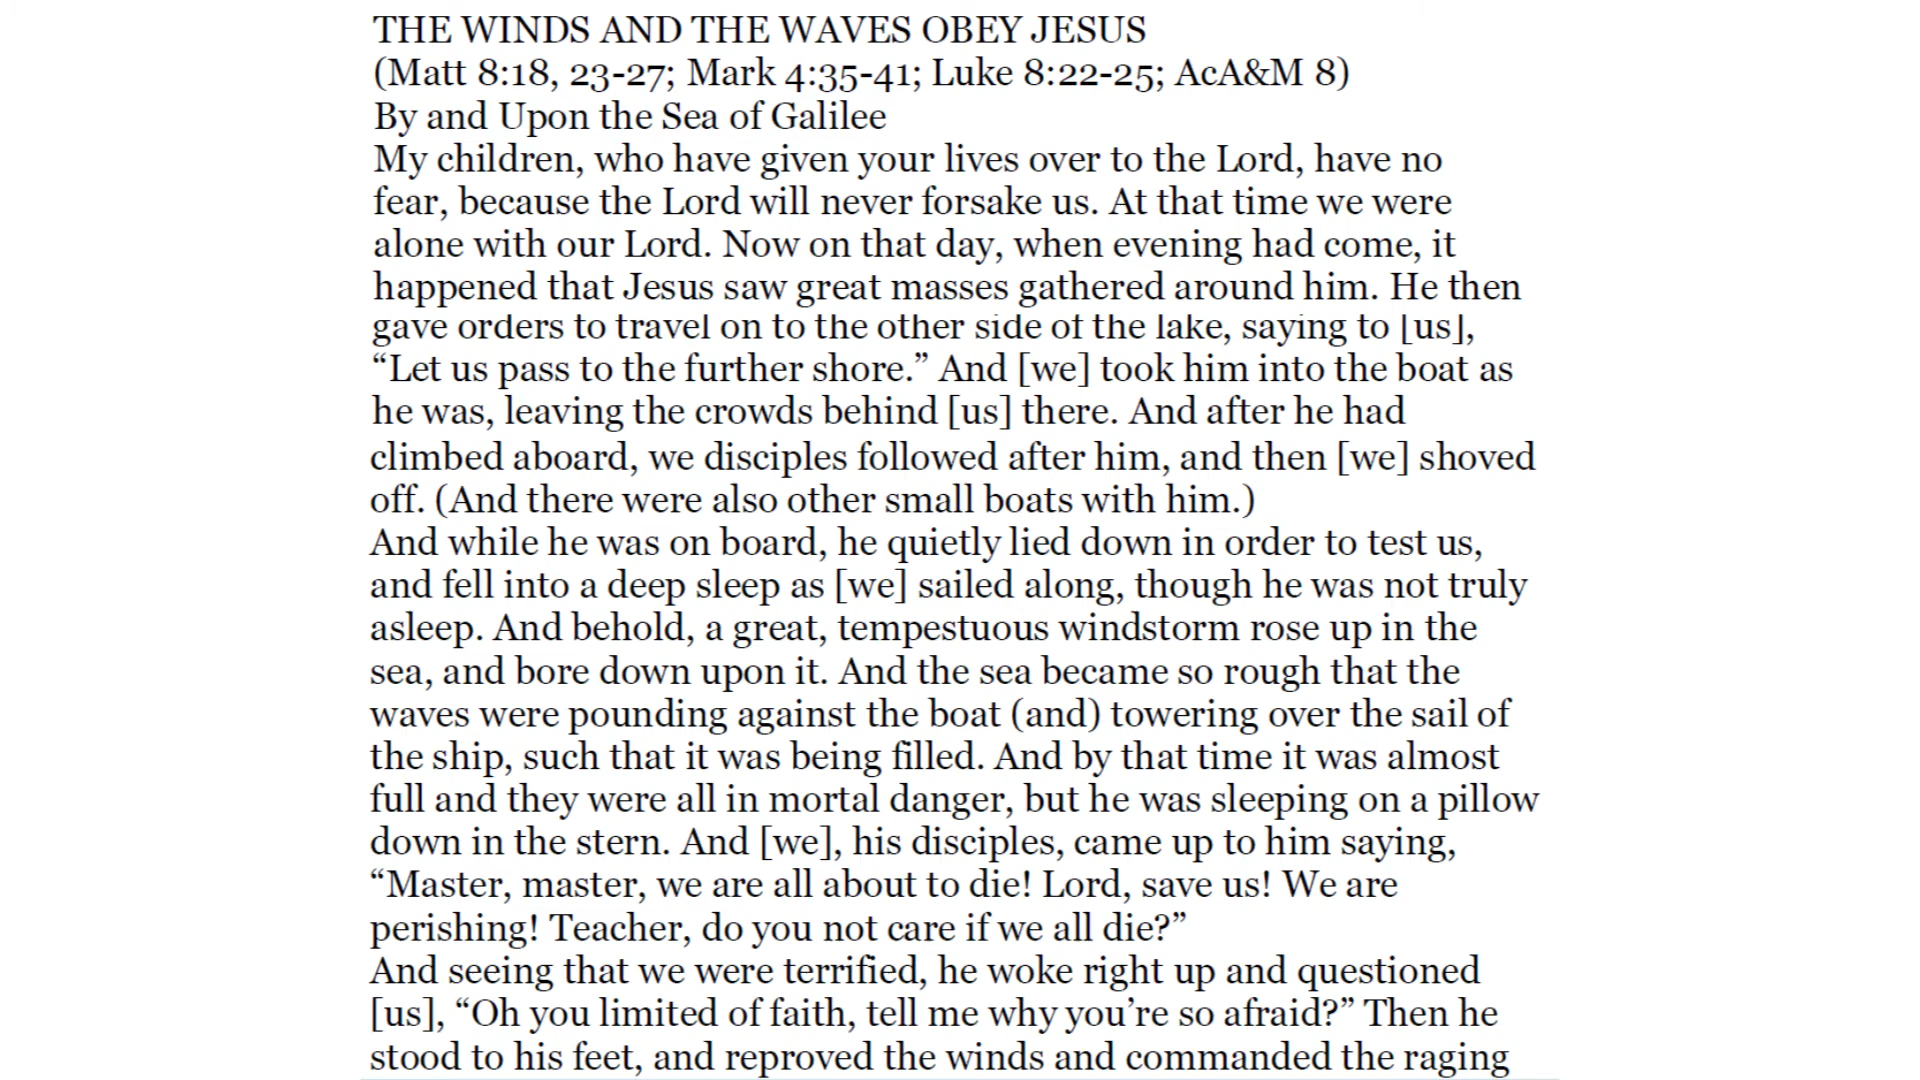 THE WINDS AND THE WAVES OBEY JESUS
(Matt 8:18, 23-27; Mark 4:35-41; Luke 8:22-25; AcA&M 8)
By and Upon the Sea of Galilee
My children, who have given your lives over to the Lord, have no
fear, because the Lord will never forsake us. At that time we were
alone with our Lord. Now on that day, when evening had come, it
happened that Jesus saw great masses gathered around him. He then
gave orders to travel on to the other side of the lake, saying to [us],
“Let us pass to the further shore.” And [we] took him into the boat as
he was, leaving the crowds behind [us] there. And after he had
climbed aboard, we disciples followed after him, and then [we] shoved
off. (And there were also other small boats with him.)
And while he was on board, he quietly lied down in order to test us,
and fell into a deep sleep as [we] sailed along, though he was not truly
asleep. And behold, a great, tempestuous windstorm rose up in the
sea, and bore down upon it. And the sea became so rough that the
waves were pounding against the boat (and) towering over the sail of
the ship, such that it was being filled. And by that time it was almost
full and they were all in mortal danger, but he was sleeping on a pillow
down in the stern. And [we], his disciples, came up to him saying,
“Master, master, we are all about to die! Lord, save us! We are
perishing! Teacher, do you not care if we all die?”
And seeing that we were terrified, he woke right up and questioned
[us], “Oh you limited of faith, tell me why you’re so afraid?” Then he
stood to his feet, and reproved the winds and commanded the raging